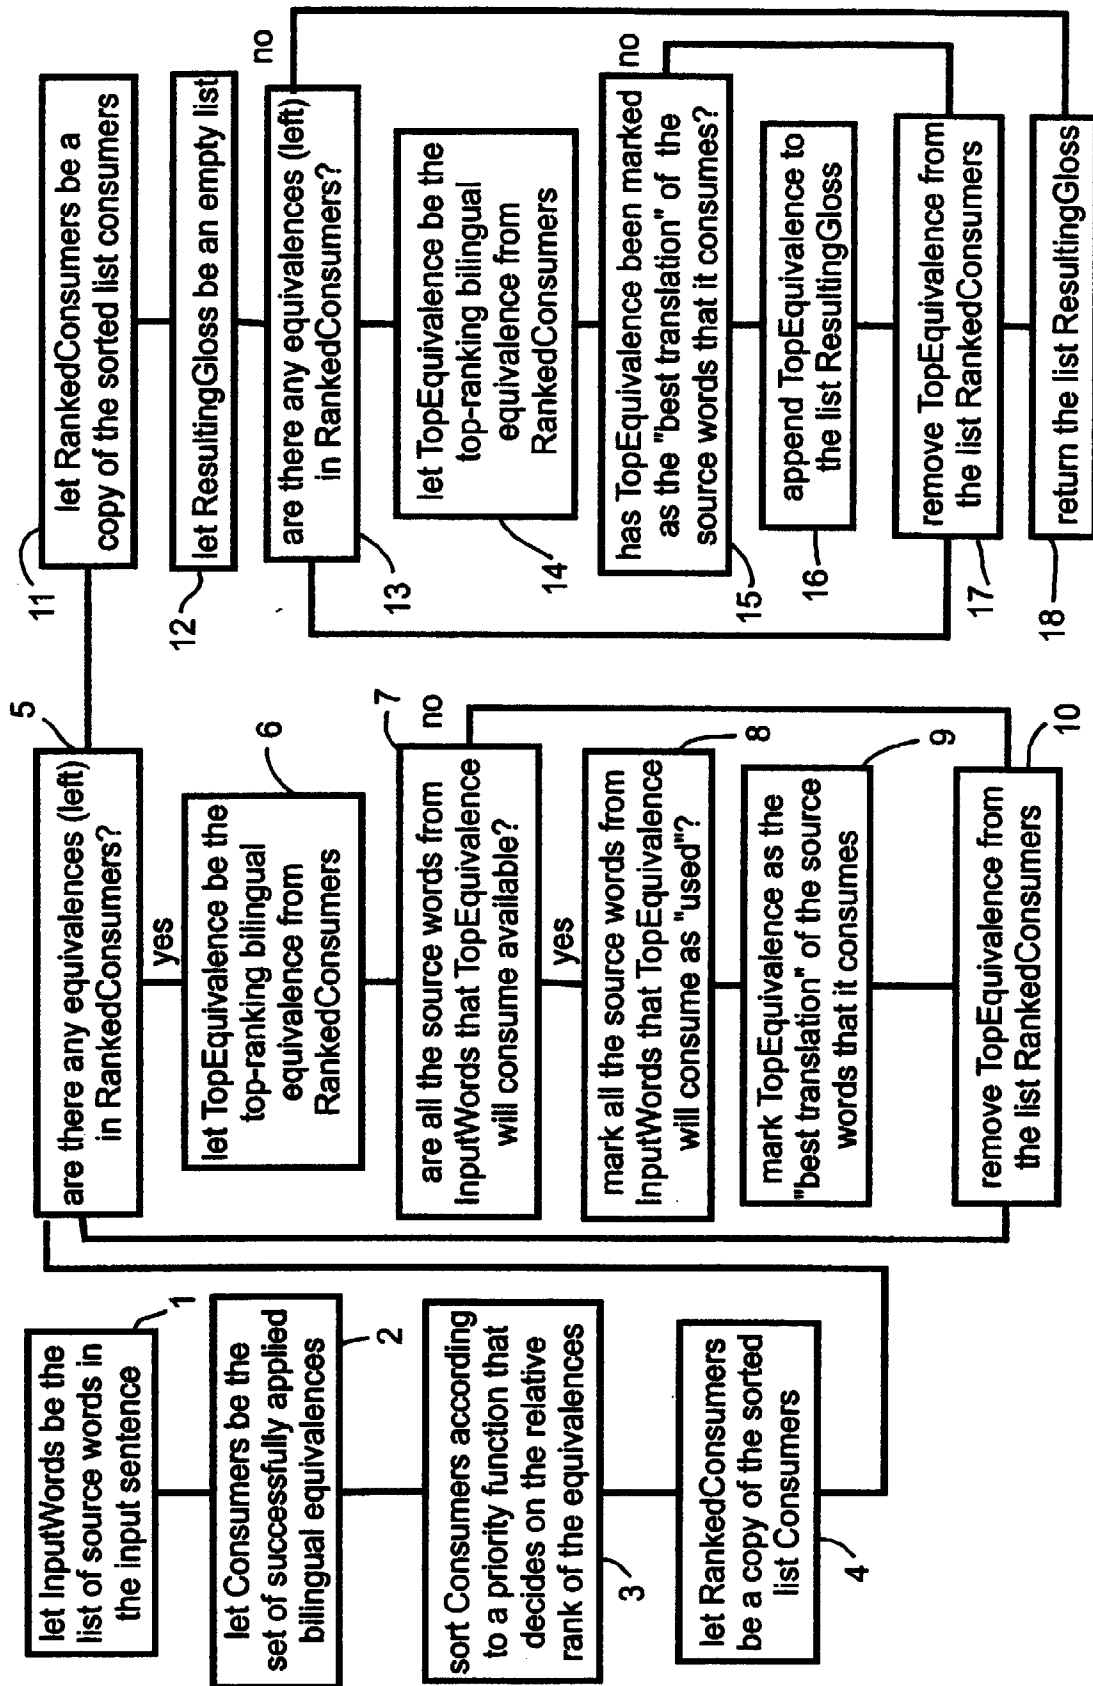 let InputWords be the
list of source words in
the input sentence
1
let Consumers be the
set of successfully applied
bilingual equivalences
2
sort Consumers according
to a priority function that
decides on the relative
rank of the equivalences
3
let RankedConsumers
be a copy of the sorted
list Consumers
4
are there any equivalences (left)
in RankedConsumers?
5
yes
let TopEquivalence be the
top-ranking bilingual
equivalence from
RankedConsumers
6
are all the source words from
InputWords that TopEquivalence
will consume available?
7
no
yes
mark all the source words from
InputWords that TopEquivalence
will consume as "used"?
8
mark TopEquivalence as the
"best translation" of the source
words that it consumes
9
remove TopEquivalence from
the list RankedConsumers
10
let RankedConsumers be a
copy of the sorted list consumers
11
let ResultingGloss be an empty list
12
are there any equivalences (left)
in RankedConsumers?
13
no
let TopEquivalence be the
top-ranking bilingual
equivalence from
RankedConsumers
14
has TopEquivalence been marked
as the "best translation" of the
source words that it consumes?
15
no
append TopEquivalence to
the list ResultingGloss
16
remove TopEquivalence from
the list RankedConsumers
17
return the list ResultingGloss
18